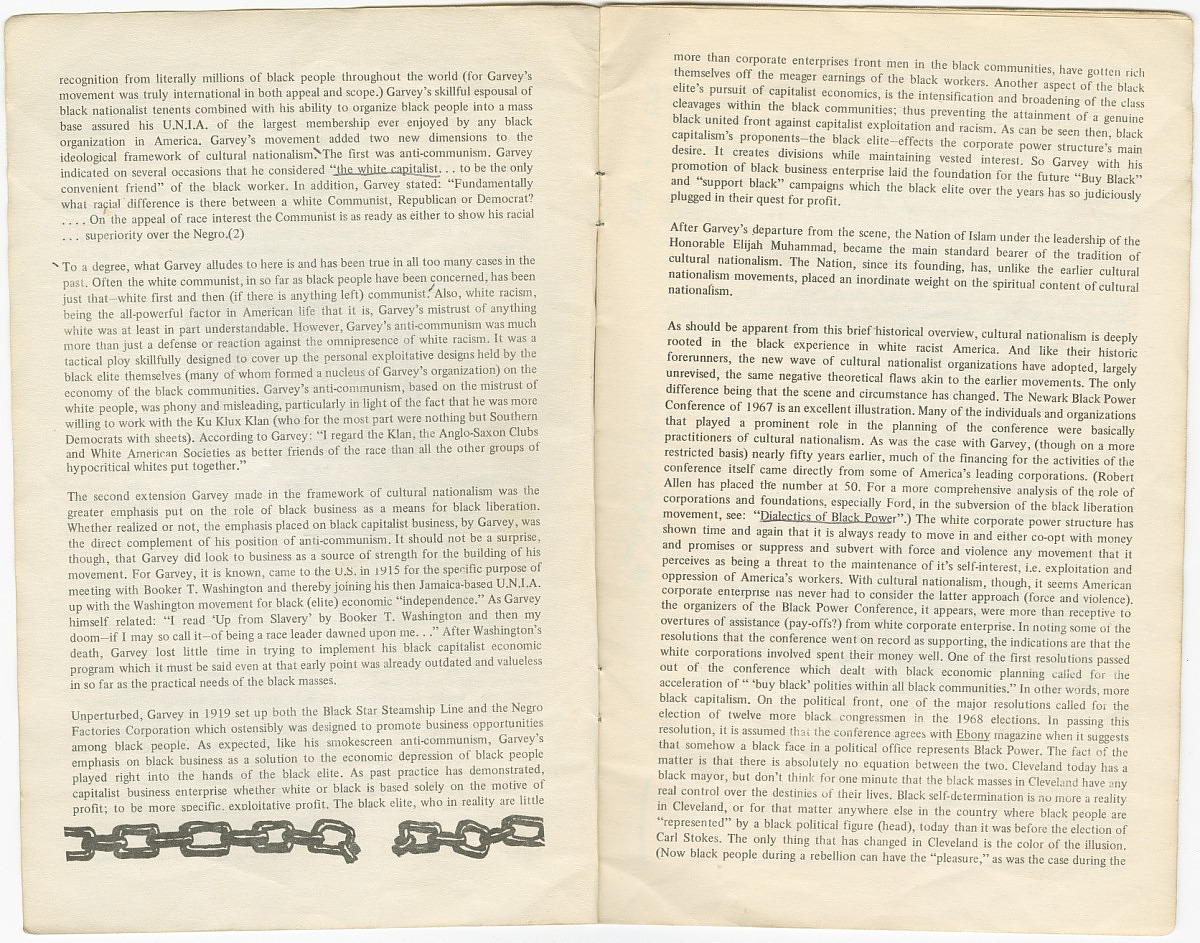 recognition from literally millions of black people throughout the world (for Garvey's
movement was truly international in both appeal and scope.) Garvey's skillful espousal of
black nationalist tenents combined with his ability to organize black people into a mass
base assured his U.N.I.A. of the largest membership ever enjoyed by any black
organization in America. Garvey's movement added two new dimensions to the
ideological framework of cultural nationalism. The first was anti-communism. Garvey
indicated on several occasions that he considered "the white capitalist. . . to be the only
convenient friend" of the black worker. In addition, Garvey stated: "Fundamentally
what racial difference is there between a white Communist, Republican or Democrat?
. . . . On the appeal of race interest the Communist is as ready as either to show his racial
. . . superiority over the Negro.(2)
To a degree, what Garvey alludes to here is and has been true in all too many cases in the
past. Often the white communist, in so far as black people have been concerned, has been
just that—white first and then (if there is anything left) communist. Also, white racism,
being the all-powerful factor in American life that it is, Garvey's mistrust of anything
white was at least in part understandable. However, Garvey's anti-communism was much
more than just a defense or reaction against the omnipresence of white racism. It was a
tactical ploy skillfully designed to cover up the personal exploitative designs held by the
black elite themselves (many of whom formed a nucleus of Garvey's organization) on the
economy of the black communities. Garvey's anti-communism, based on the mistrust of
white people, was phony and misleading, particularly in light of the fact that he was more
willing to work with the Ku Klux Klan (who for the most part were nothing but Southern
Democrats with sheets). According to Garvey: "I regard the Klan, the Anglo-Saxon Clubs
and White American Societies as better friends of the race than all the other groups of
hypocritical whites put together."
The second extension Garvey made in the framework of cultural nationalism was the
greater emphasis put on the role of black business as a means for black liberation.
Whether realized or not, the emphasis placed on black capitalist business, by Garvey, was
the direct complement of his position of anti-communism. It should not be a surprise,
though, that Garvey did look to business as a source of strength for the building of his
movement. For Garvey, it is known, came to the U.S. in 1915 for the specific purpose of
meeting with Booker T. Washington and thereby joining his then Jamaica-based U.N.I.A.
up with the Washington movement for black (elite) economic "independence." As Garvey
himself related: "I read 'Up from Slavery' by Booker T. Washington and then my
doom—if I may so call it—of being a race leader dawned upon me. . ." After Washington's
death, Garvey lost little time in trying to implement his black capitalist economic
program which it must be said even at that early point was already outdated and valueless
in so far as the practical needs of the black masses.
Unperturbed, Garvey in 1919 set up both the Black Star Steamship Line and the Negro
Factories Corporation which ostensibly was designed to promote business opportunities
among black people. As expected, like his smokescreen anti-communism, Garvey's
emphasis on black business as a solution to the economic depression of black people
played right into the hands of the black elite. As past practice has demonstrated,
capitalist business enterprise whether white or black is based solely on the motive of
profit; to be more specific, exploitative profit. The black elite, who in reality are little
more than corporate enterprises front men in the black communities, have gotten rich
themselves off the meager earnings of the black workers. Another aspect of the black
elite's pursuit of capitalist economics, is the intensification and broadening of the class
cleavages within the black communities; thus preventing the attainment of a genuine
black united front against capitalist exploitation and racism. As can be seen then, black
capitalism's proponents—the black elite—effects the corporate power structure's main
desire. It creates divisions while maintaining vested interest. So Garvey with his
promotion of black business enterprise laid the foundation for the future "Buy Black"
and "support black" campaigns which the black elite over the years has so judiciously
plugged in their quest for profit.
After Garvey's departure from the scene, the Nation of Islam under the leadership of the
Honorable Elijah Muhammad, became the main standard bearer of the tradition of
cultural nationalism. The Nation, since its founding, has, unlike the earlier cultural
nationalism movements, placed an inordinate weight on the spiritual content of cultural
nationalism.
As should be apparent from this brief historical overview, cultural nationalism is deeply
rooted in the black experience in white racist America. And like their historic
forerunners, the new wave of cultural nationalist organizations have adopted, largely
unrevised, the same negative theoretical flaws akin to the earlier movements. The only
difference being that the scene and circumstance has changed. The Newark Black Power
Conference of 1967 is an excellent illustration. Many of the individuals and organizations
that played a prominent role in the planning of the conference were basically
practitioners of cultural nationalism. As was the case with Garvey, (though on a more
restricted basis) nearly fifty years earlier, much of the financing for the activities of the
conference itself came directly from some of America's leading corporations. (Robert
Allen has placed the number at 50. For a more comprehensive analysis of the role of
corporations and foundations, especially Ford, in the subversion of the black liberation
movement, see: "Dialectics of Black Power".) The white corporate power structure has
shown time and again that it is always ready to move in and either co-opt with money
and promises or suppress and subvert with force and violence any movement that it
perceives as being a threat to the maintenance of it's self-interest, i.e. exploitation and
oppression of America's workers. With cultural nationalism, though, it seems American
corporate enterprise has never had to consider the latter approach (force and violence).
the organizers of the Black Power Conference, it appears, were more than receptive to
overtures of assistance (pay-offs?) from white corporate enterprise. In noting some of the
resolutions that the conference went on record as supporting, the indications are that the
white corporations involved spent their money well. One of the first resolutions passed
out of the conference which dealt with black economic planning called for the
acceleration of " 'buy black' polities within all black communities." In other words, more
black capitalism. On the political front, one of the major resolutions called for the
election of twelve more black congressmen in the 1968 elections. In passing this
resolution, it is assumed that the conference agrees with Ebony magazine when it suggests
that somehow a black face in a political office represents Black Power. The fact of the
matter is that there is absolutely no equation between the two. Cleveland today has a
black mayor, but don't think for one minute that the black masses in Cleveland have any
real control over the destinies of their lives. Black self-determination is no more a reality
in Cleveland, or for that matter anywhere else in the country where black people are
"represented" by a black political figure (head), today than it was before the election of
Carl Stokes. The only thing that has changed in Cleveland is the color of the illusion.
(Now black people during a rebellion can have the "pleasure," as was the case during the